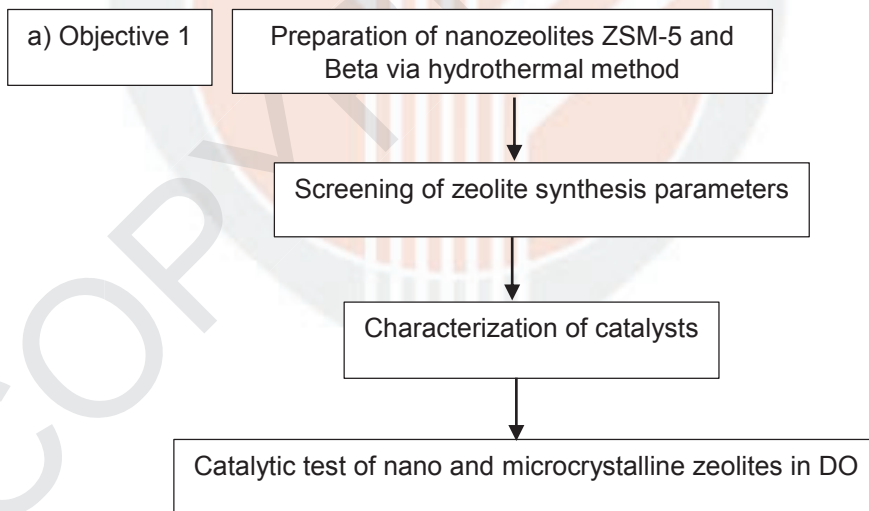 a) Objective 1
Preparation of nanozeolites ZSM-5 and
Beta via hydrothermal method
Screening of zeolite synthesis parameters
Characterization of catalysts
Catalytic test of nano and microcrystalline zeolites in DO
COPY